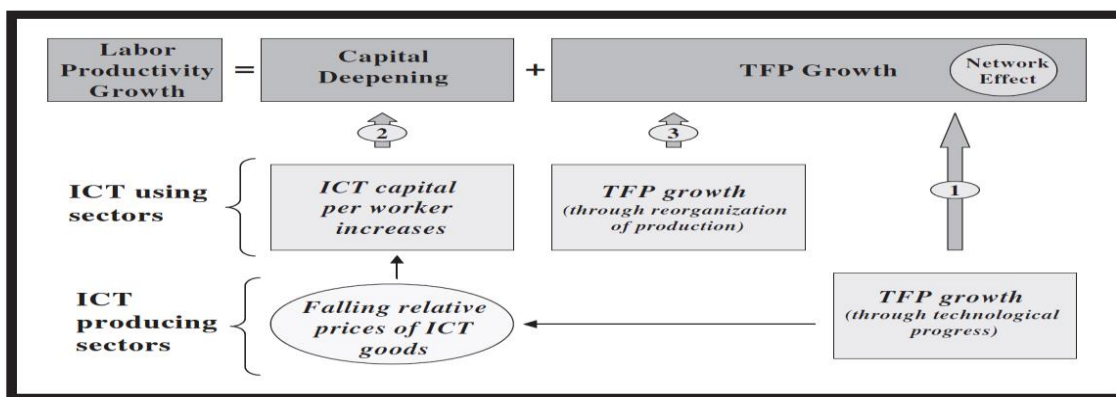 Labor
Productivity
Growth
=
Capital
Deepening
+
TFP Growth
Network
Effect
2
3
1
ICT using
sectors
ICT capital
per worker
increases
TFP growth
(through reorganization
of production)
ICT
producing
sectors
Falling relative
prices of ICT
goods
TFP growth
(through technological
progress)